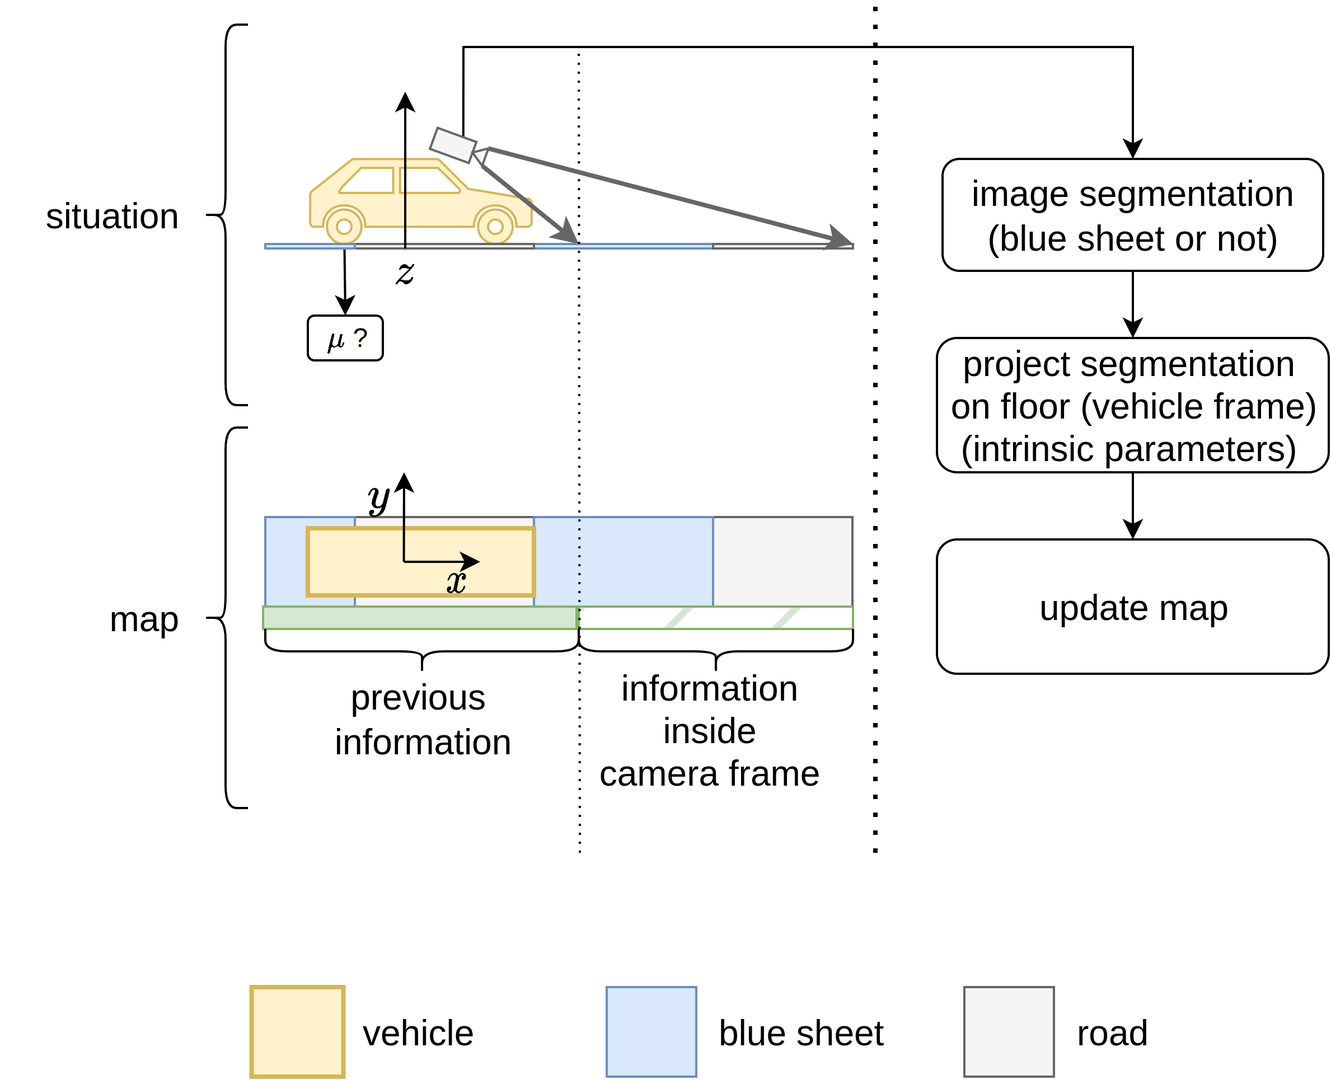 situation
z
μ ?
image segmentation
(blue sheet or not)
project segmentation
on floor (vehicle frame)
(intrinsic parameters)
update map
map
y
x
previous
information
information
inside
camera frame
vehicle
blue sheet
road